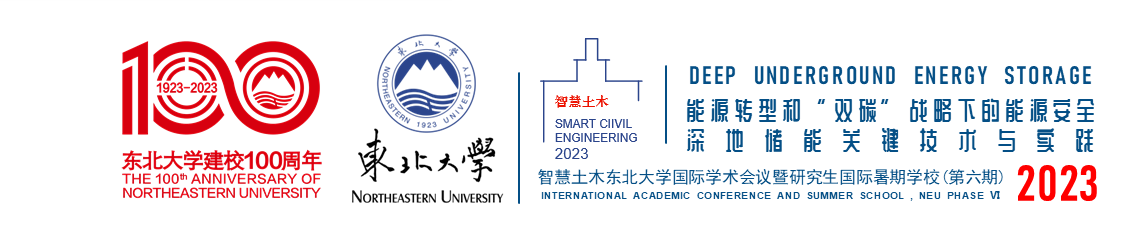 100
1923-2023
东北大学建校100周年
THE 100th ANNIVERSARY OF
NORTHEASTERN UNIVERSITY
東北大學
NORTHEASTERN 1923 UNIVERSITY
東北大學
NORTHEASTERN UNIVERSITY
智慧土木
SMART CIIVIL
ENGINEERING
2023
DEEP UNDERGROUND ENERGY STORAGE
能源转型和“双碳”战略下的能源安全
深地储能关键技术与实践
智慧土木东北大学国际学术会议暨研究生国际暑期学校(第六期)
INTERNATIONAL ACADEMIC CONFERENCE AND SUMMER SCHOOL , NEU PHASE Ⅵ
2023